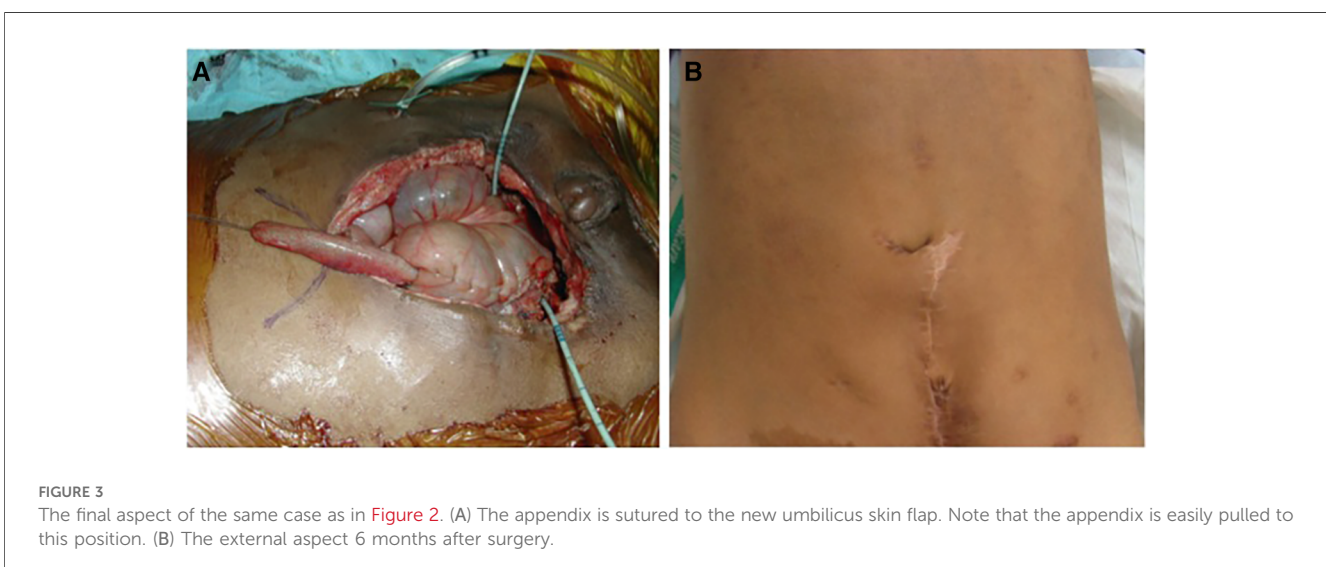 A
B
FIGURE 3
The final aspect of the same case as in Figure 2. (A) The appendix is sutured to the new umbilicus skin flap. Note that the appendix is easily pulled to
this position. (B) The external aspect 6 months after surgery.